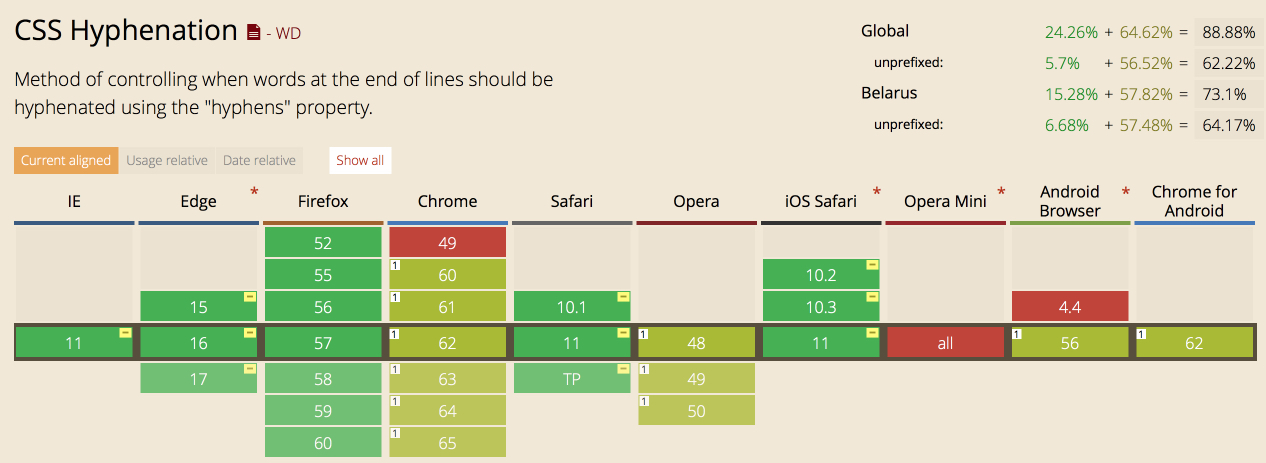 CSS Hyphenation - WD
Method of controlling when words at the end of lines should be
hyphenated using the "hyphens" property.
Global 24.26% + 64.62% = 88.88%
unprefixed: 5.7% + 56.52% = 62.22%
Belarus 15.28% + 57.82% = 73.1%
unprefixed: 6.68% + 57.48% = 64.17%
Current aligned Usage relative Date relative Show all
IE Edge * Firefox Chrome Safari Opera iOS Safari * Opera Mini * Android Browser * Chrome for Android
52 49
55 1 60 - 10.2 -
15 - 56 1 61 10.1 - 10.3 - 4.4
11 - 16 - 57 1 62 11 - 1 48 11 - all 1 56 1 62
17 - 58 1 63 TP - 1 49
59 1 64 1 50
60 1 65